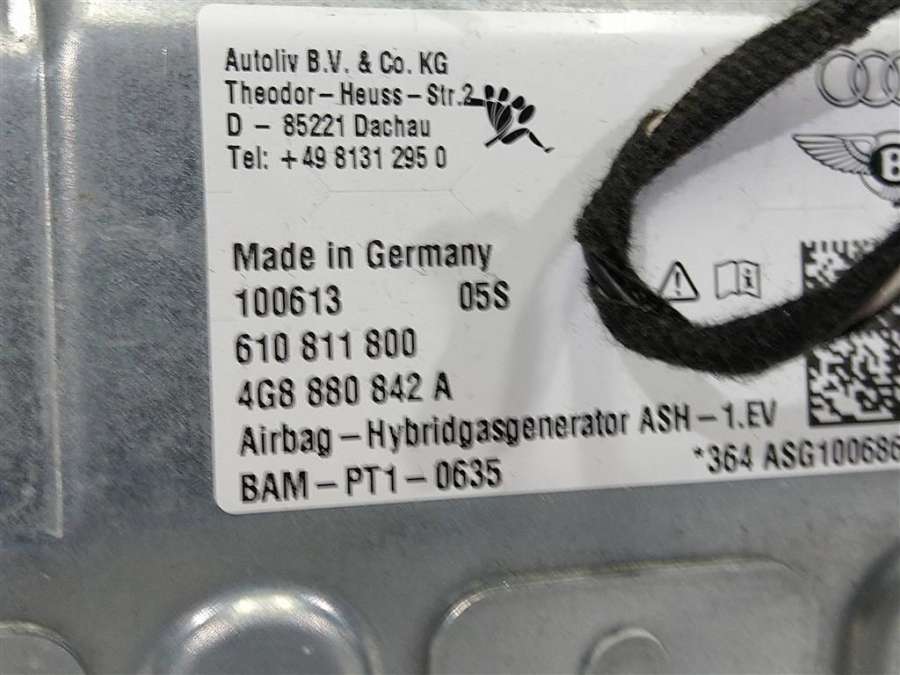 Autoliv B.V. & Co. KG
Theodor-Heuss-Str.2
D - 85221 Dachau
Tel: +49 8131 295 0
Made in Germany
100613 05S
610 811 800
4G8 880 842 A
Airbag-Hybridgasgenerator ASH-1.EV
*364 ASG100686
BAM-PT1-0635
B